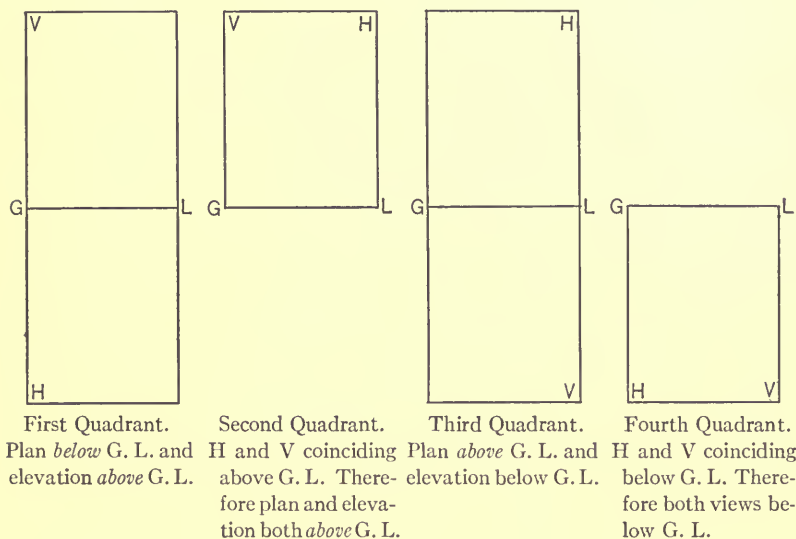 V
V H
H
G L
G
G L
G L
H
V
H V
First Quadrant.
Plan below G. L. and
elevation above G. L.
Second Quadrant.
H and V coinciding
above G. L. There-
fore plan and eleva-
tion both above G. L.
Third Quadrant.
Plan above G. L. and
elevation below G. L.
Fourth Quadrant.
H and V coinciding
below G. L. There-
fore both views be-
low G. L.